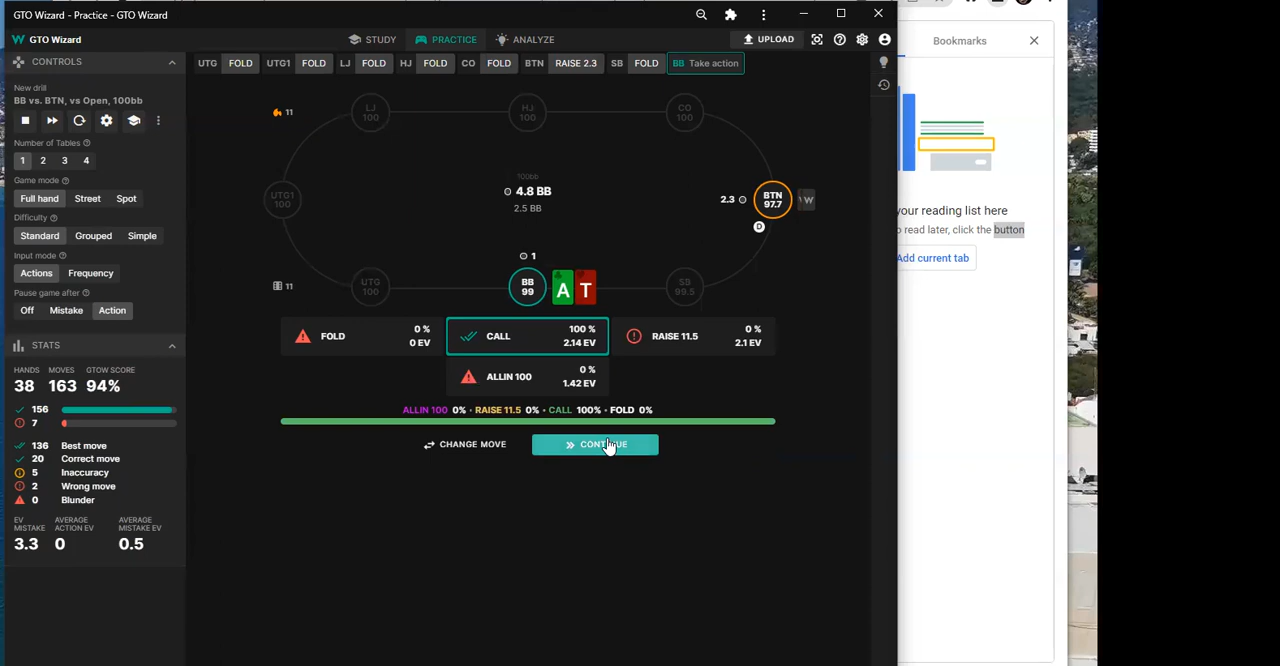 GTO Wizard - Practice - GTO Wizard
GTO Wizard
STUDY PRACTICE ANALYZE UPLOAD
Bookmarks
CONTROLS
UTG FOLD UTG1 FOLD LJ FOLD HJ FOLD CO FOLD BTN RAISE 2.3 SB FOLD BB Take action
New drill
BB vs. BTN, vs Open, 100bb
Number of Tables
1 2 3 4
Game mode
Full hand Street Spot
Difficulty
Standard Grouped Simple
Input mode
Actions Frequency
Pause game after
Off Mistake Action
STATS
HANDS MOVES GTOW SCORE
38 163 94%
156
7
136 Best move
20 Correct move
5 Inaccuracy
2 Wrong move
0 Blunder
EV MISTAKE AVERAGE ACTION EV AVERAGE MISTAKE EV
3.3 0 0.5
11
LJ
100
HJ
100
CO
100
UTG1
100
100bb
4.8 BB
2.5 BB
2.3
BTN
97.7
W
D
1
11
UTG
100
BB
99
A T
SB
99.5
FOLD 0 %
0 EV
CALL 100 %
2.14 EV
RAISE 11.5 0 %
2.1 EV
ALLIN 100 0 %
1.42 EV
ALLIN 100 0% • RAISE 11.5 0% • CALL 100% • FOLD 0%
CHANGE MOVE CONTINUE
your reading list here
o read later, click the button
Add current tab